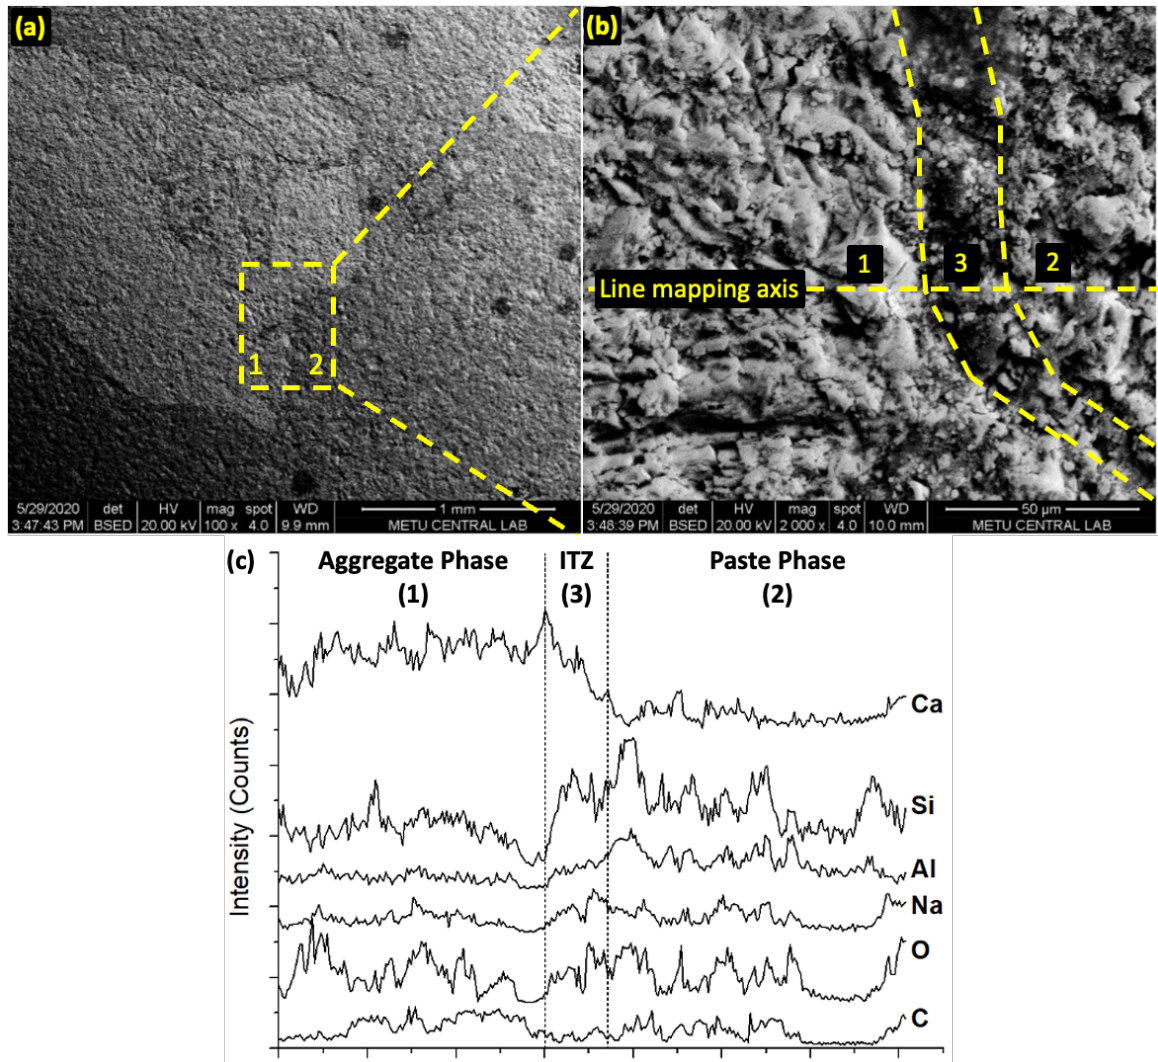 (a)
1 2
5/29/2020 det HV mag spot 1 mm
3:47:43 PM BSED 20.00 kV 100 x 4.0 WD 9.9 mm METU CENTRAL LAB
(b)
1 3 2
Line mapping axis
5/29/2020 det HV mag spot WD 50 µm
3:48:39 PM BSED 20.00 kV 2 000 x 4.0 10.0 mm METU CENTRAL LAB
(c)
Aggregate Phase
(1)
ITZ
(3)
Paste Phase
(2)
Intensity (Counts)
Ca
Si
Al
Na
O
C